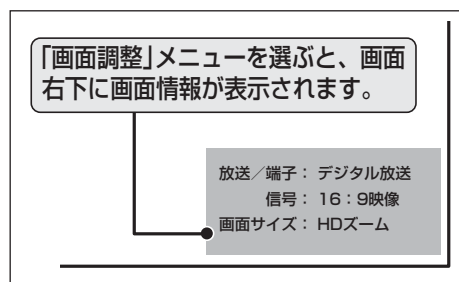 「画面調整」メニューを選ぶと、画面
右下に画面情報が表示されます。
放送／端子： デジタル放送
信号： 16：9映像
画面サイズ： HDズーム